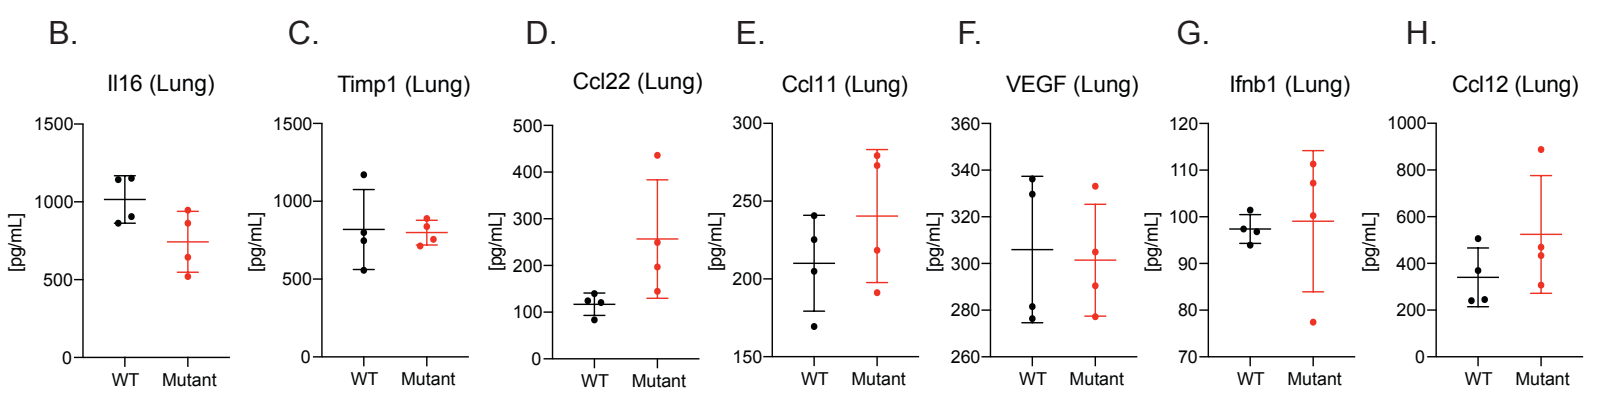 B.
Il16 (Lung)
[pg/mL]
1500
1000
500
0
WT
Mutant
C.
Timp1 (Lung)
[pg/mL]
1500
1000
500
0
WT
Mutant
D.
Ccl22 (Lung)
[pg/mL]
500
400
300
200
100
0
WT
Mutant
E.
Ccl11 (Lung)
[pg/mL]
300
250
200
150
WT
Mutant
F.
VEGF (Lung)
[pg/mL]
360
340
320
300
280
260
WT
Mutant
G.
Ifnb1 (Lung)
[pg/mL]
120
110
100
90
80
70
WT
Mutant
H.
Ccl12 (Lung)
[pg/mL]
1000
800
600
400
200
0
WT
Mutant